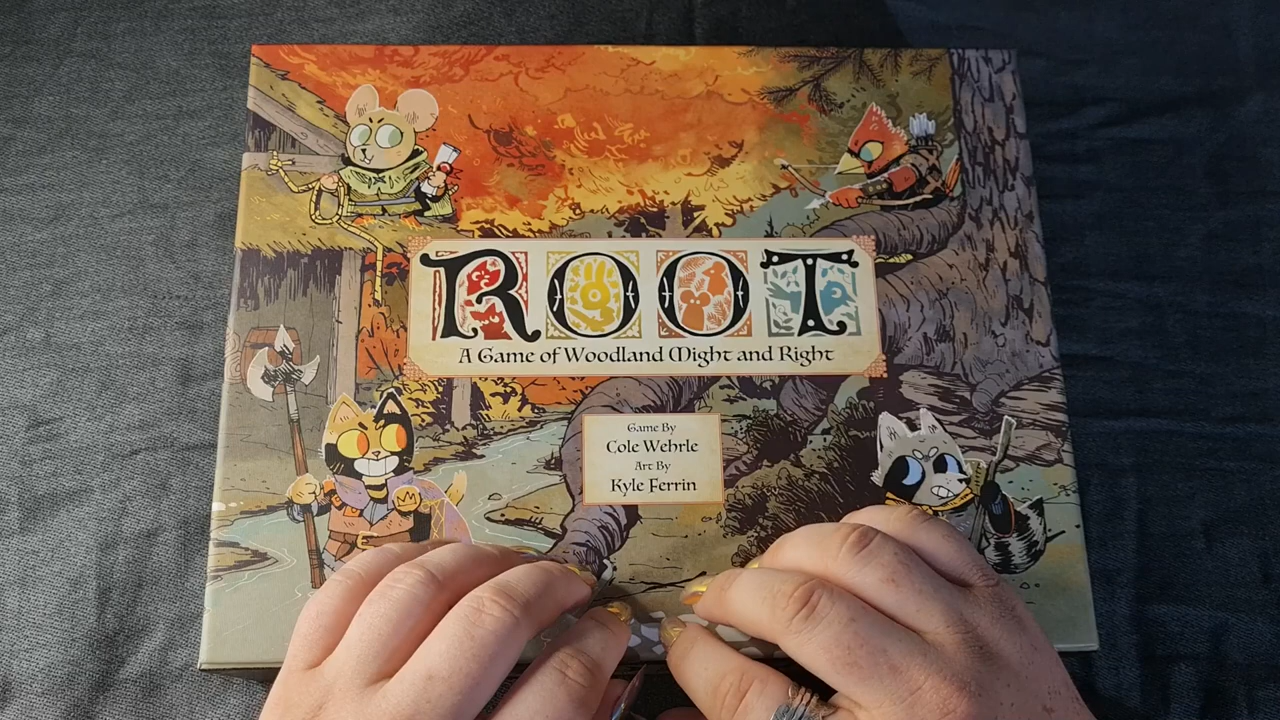 ROOT
A Game of Woodland Might and Right
Game By
Cole Wehrle
Art By
Kyle Ferrin